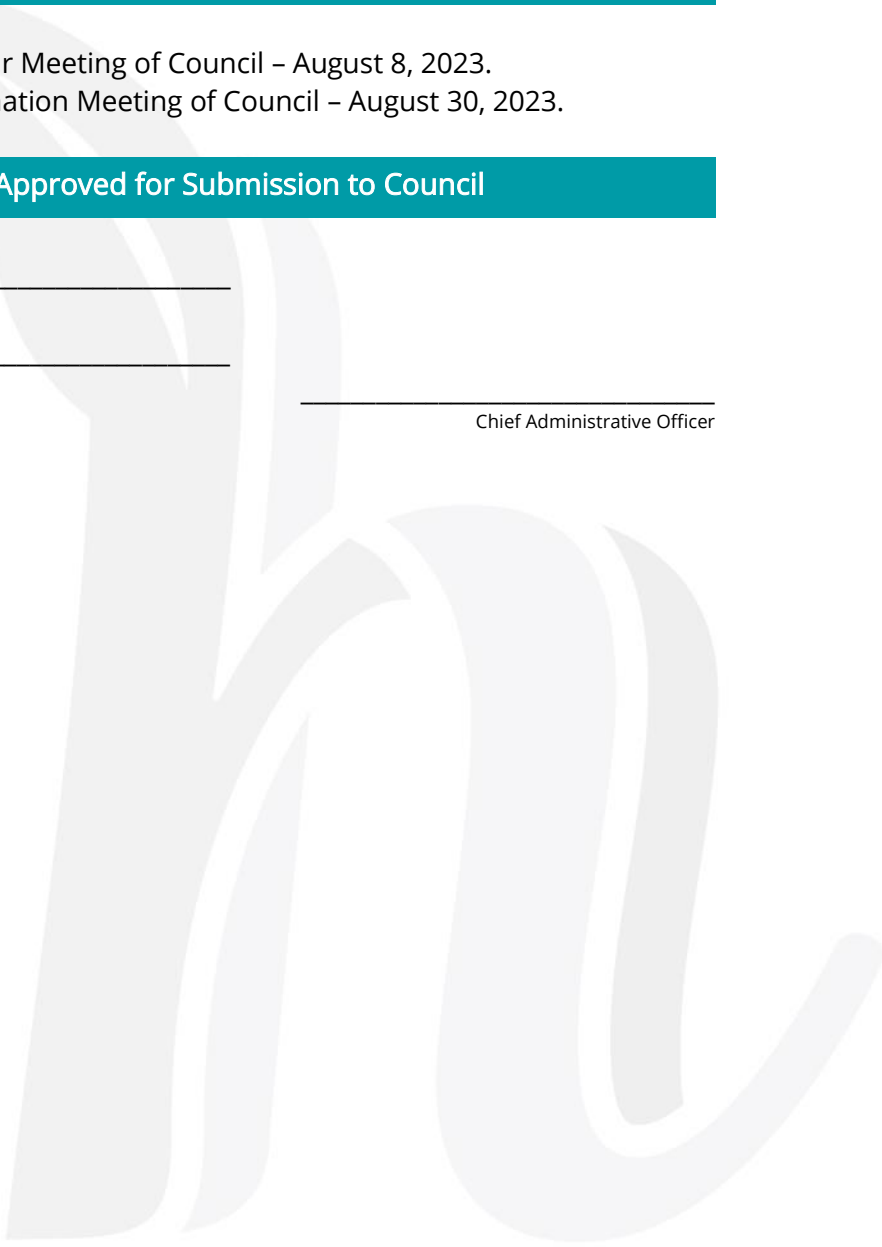 r Meeting of Council – August 8, 2023.
ation Meeting of Council – August 30, 2023.
Approved for Submission to Council
Chief Administrative Officer